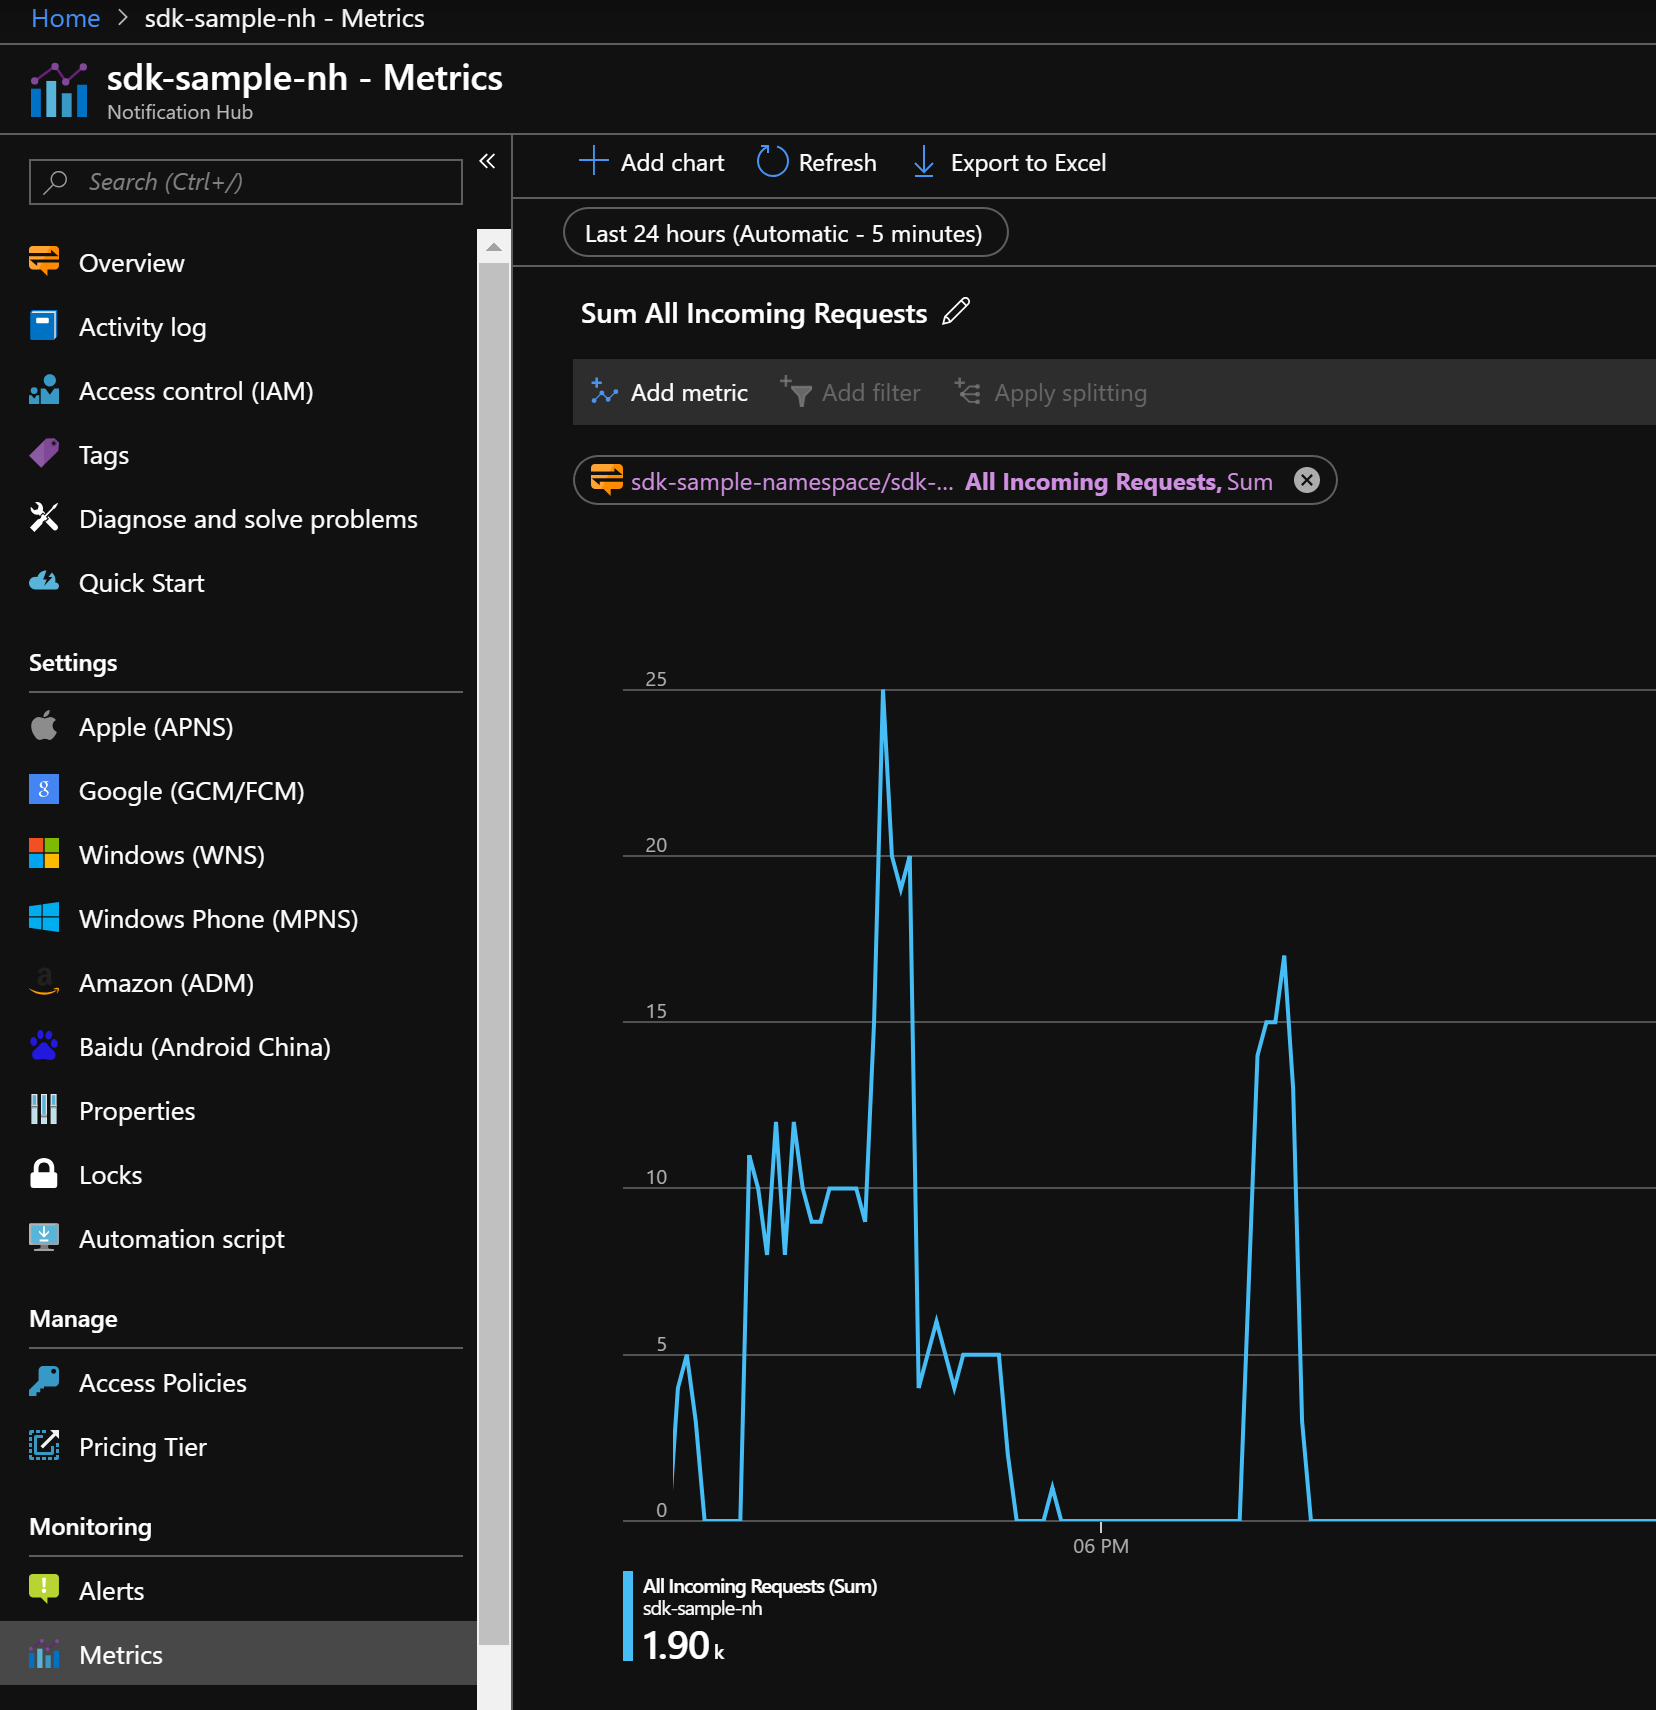 Home > sdk-sample-nh - Metrics
sdk-sample-nh - Metrics
Notification Hub
Search (Ctrl+/)
«
Overview
Activity log
Access control (IAM)
Tags
Diagnose and solve problems
Quick Start
Settings
Apple (APNS)
Google (GCM/FCM)
Windows (WNS)
Windows Phone (MPNS)
Amazon (ADM)
Baidu (Android China)
Properties
Locks
Automation script
Manage
Access Policies
Pricing Tier
Monitoring
Alerts
Metrics
Add chart Refresh Export to Excel
Last 24 hours (Automatic - 5 minutes)
Sum All Incoming Requests
Add metric Add filter Apply splitting
sdk-sample-namespace/sdk-... All Incoming Requests, Sum
25
20
15
10
5
0
06 PM
All Incoming Requests (Sum)
sdk-sample-nh
1.90 k